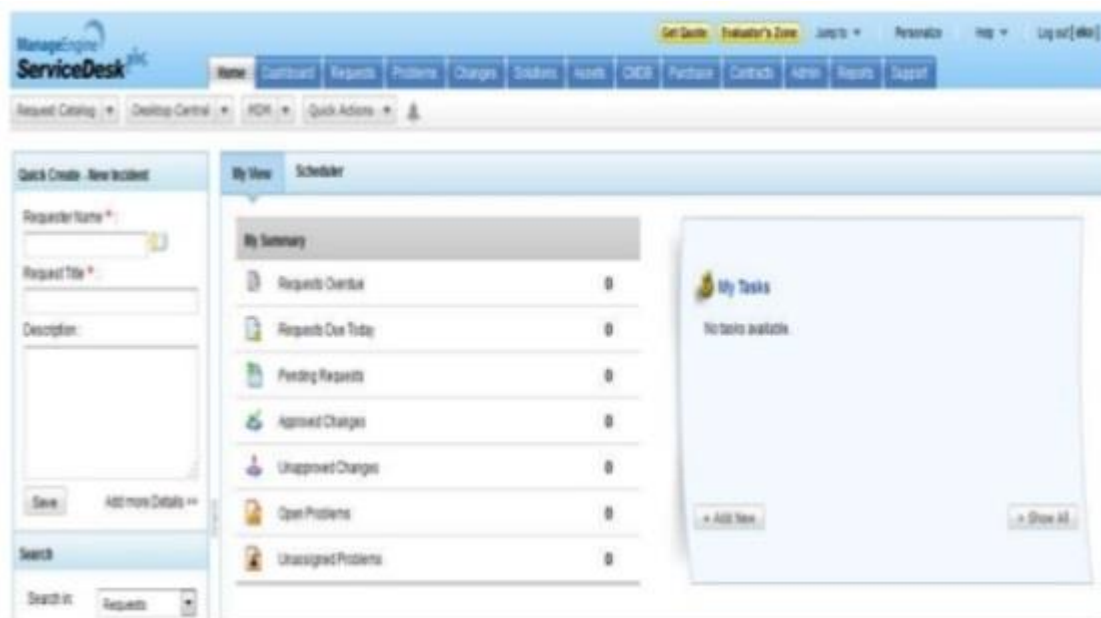 ManageEngine
ServiceDesk
Get Quote Evaluator's Zone Jump to Personalize Help Log out
Home Dashboard Requests Problems Changes Solutions Assets CMDB Purchase Contracts Admin Reports Support
Request Catalog Desktop Central Quick Actions
Quick Create - New Incident
Requester Name * :
Request Title * :
Description :
Save Add more Details >>
Search
Search in: Requests
My View Scheduler
My Summary
Requests Overdue 0
Requests Due Today 0
Pending Requests 0
Approved Changes 0
Unapproved Changes 0
Open Problems 0
Unassigned Problems 0
My Tasks
No tasks available.
+ Add New » Show All